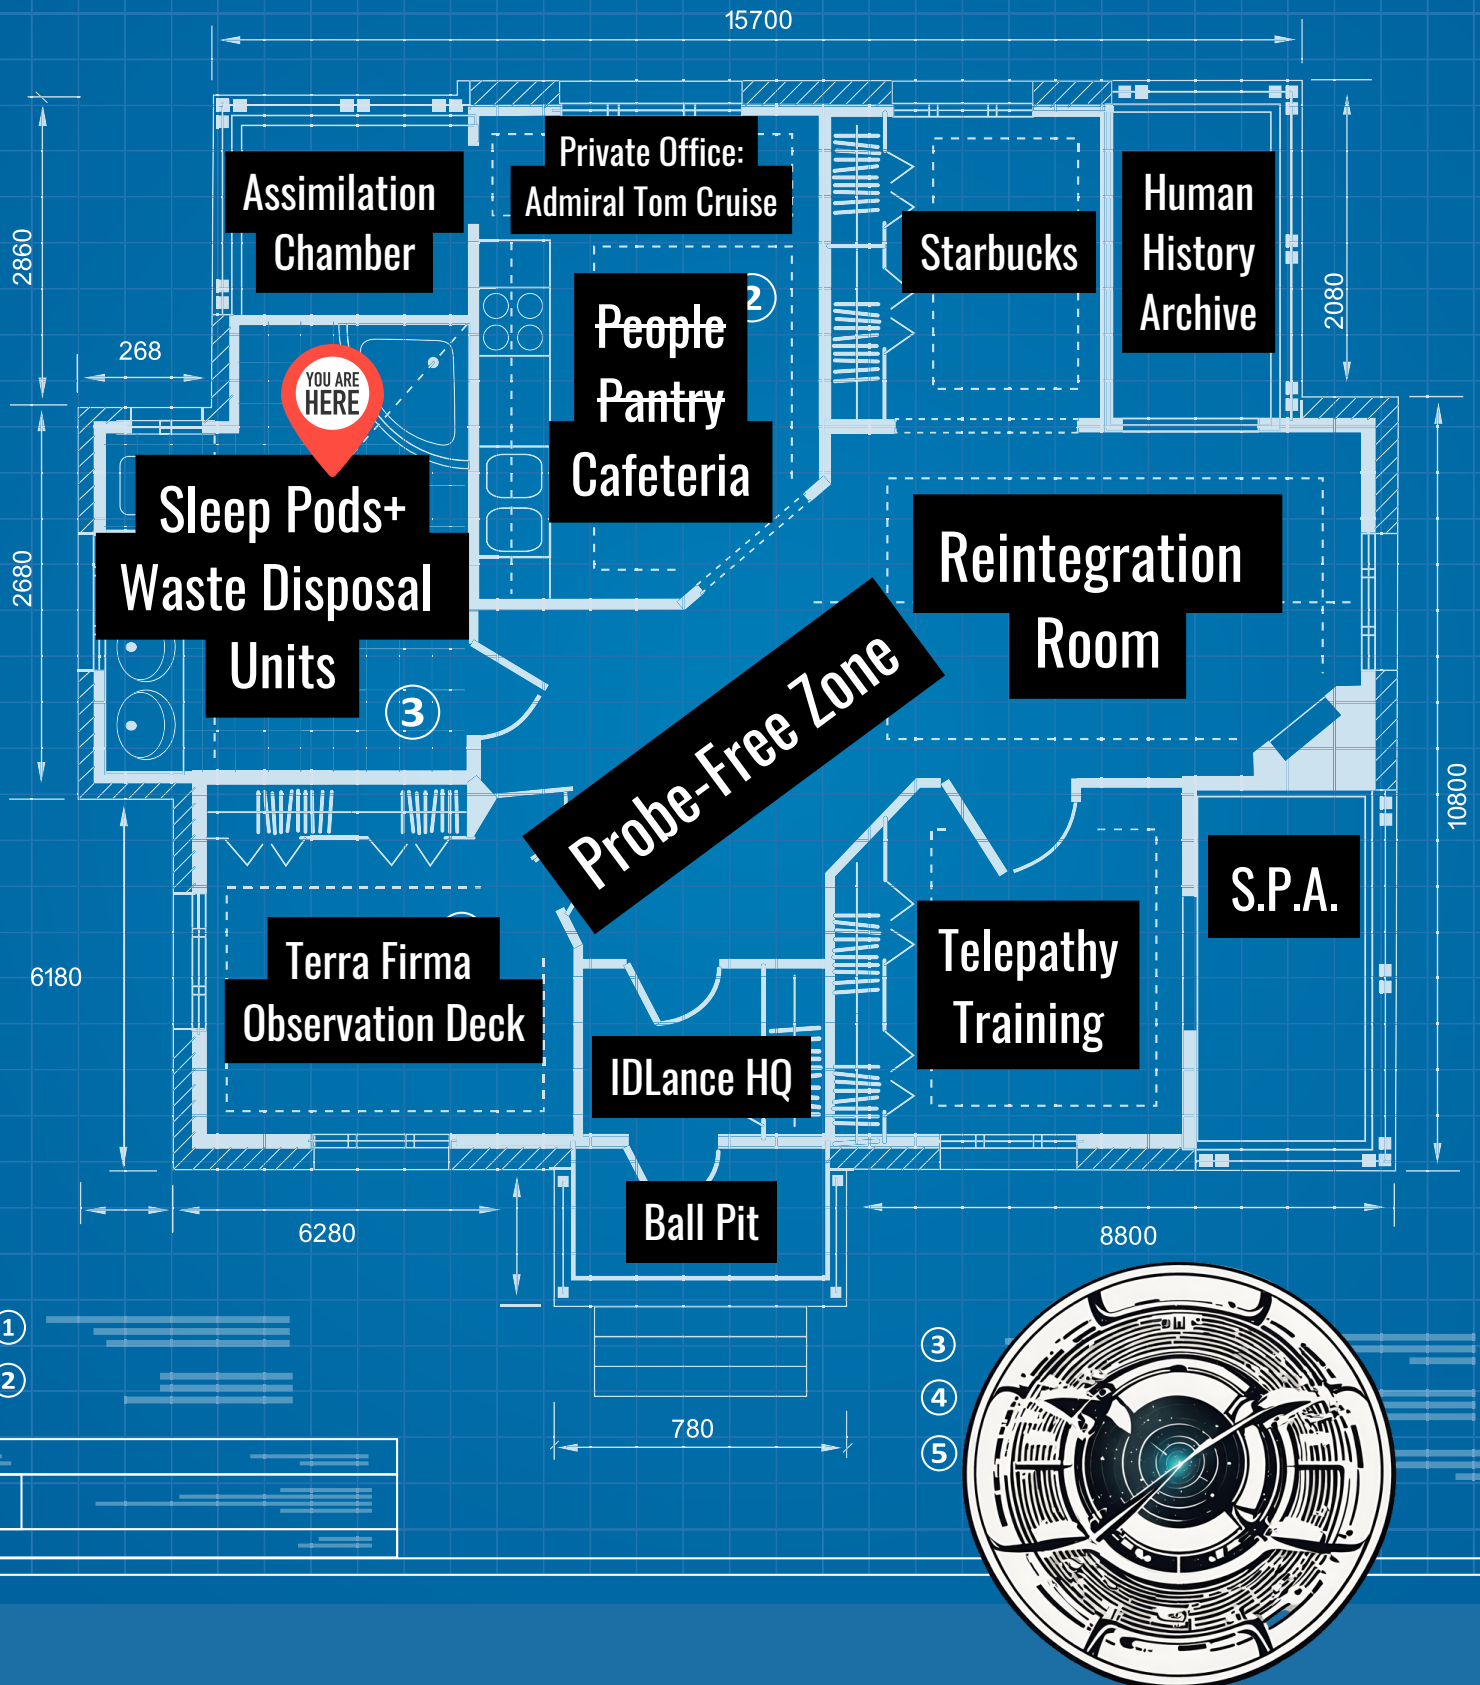 15700
Private Office:
Admiral Tom Cruise
Assimilation
Chamber
Starbucks
Human
History
Archive
2860
2080
2
People
Pantry
Cafeteria
268
YOU ARE
HERE
Sleep Pods+
Waste Disposal
Units
3
2680
Reintegration
Room
Probe-Free Zone
10800
S.P.A.
Terra Firma
Observation Deck
Telepathy
Training
6180
IDLance HQ
Ball Pit
6280
8800
1
2
3
4
5
780